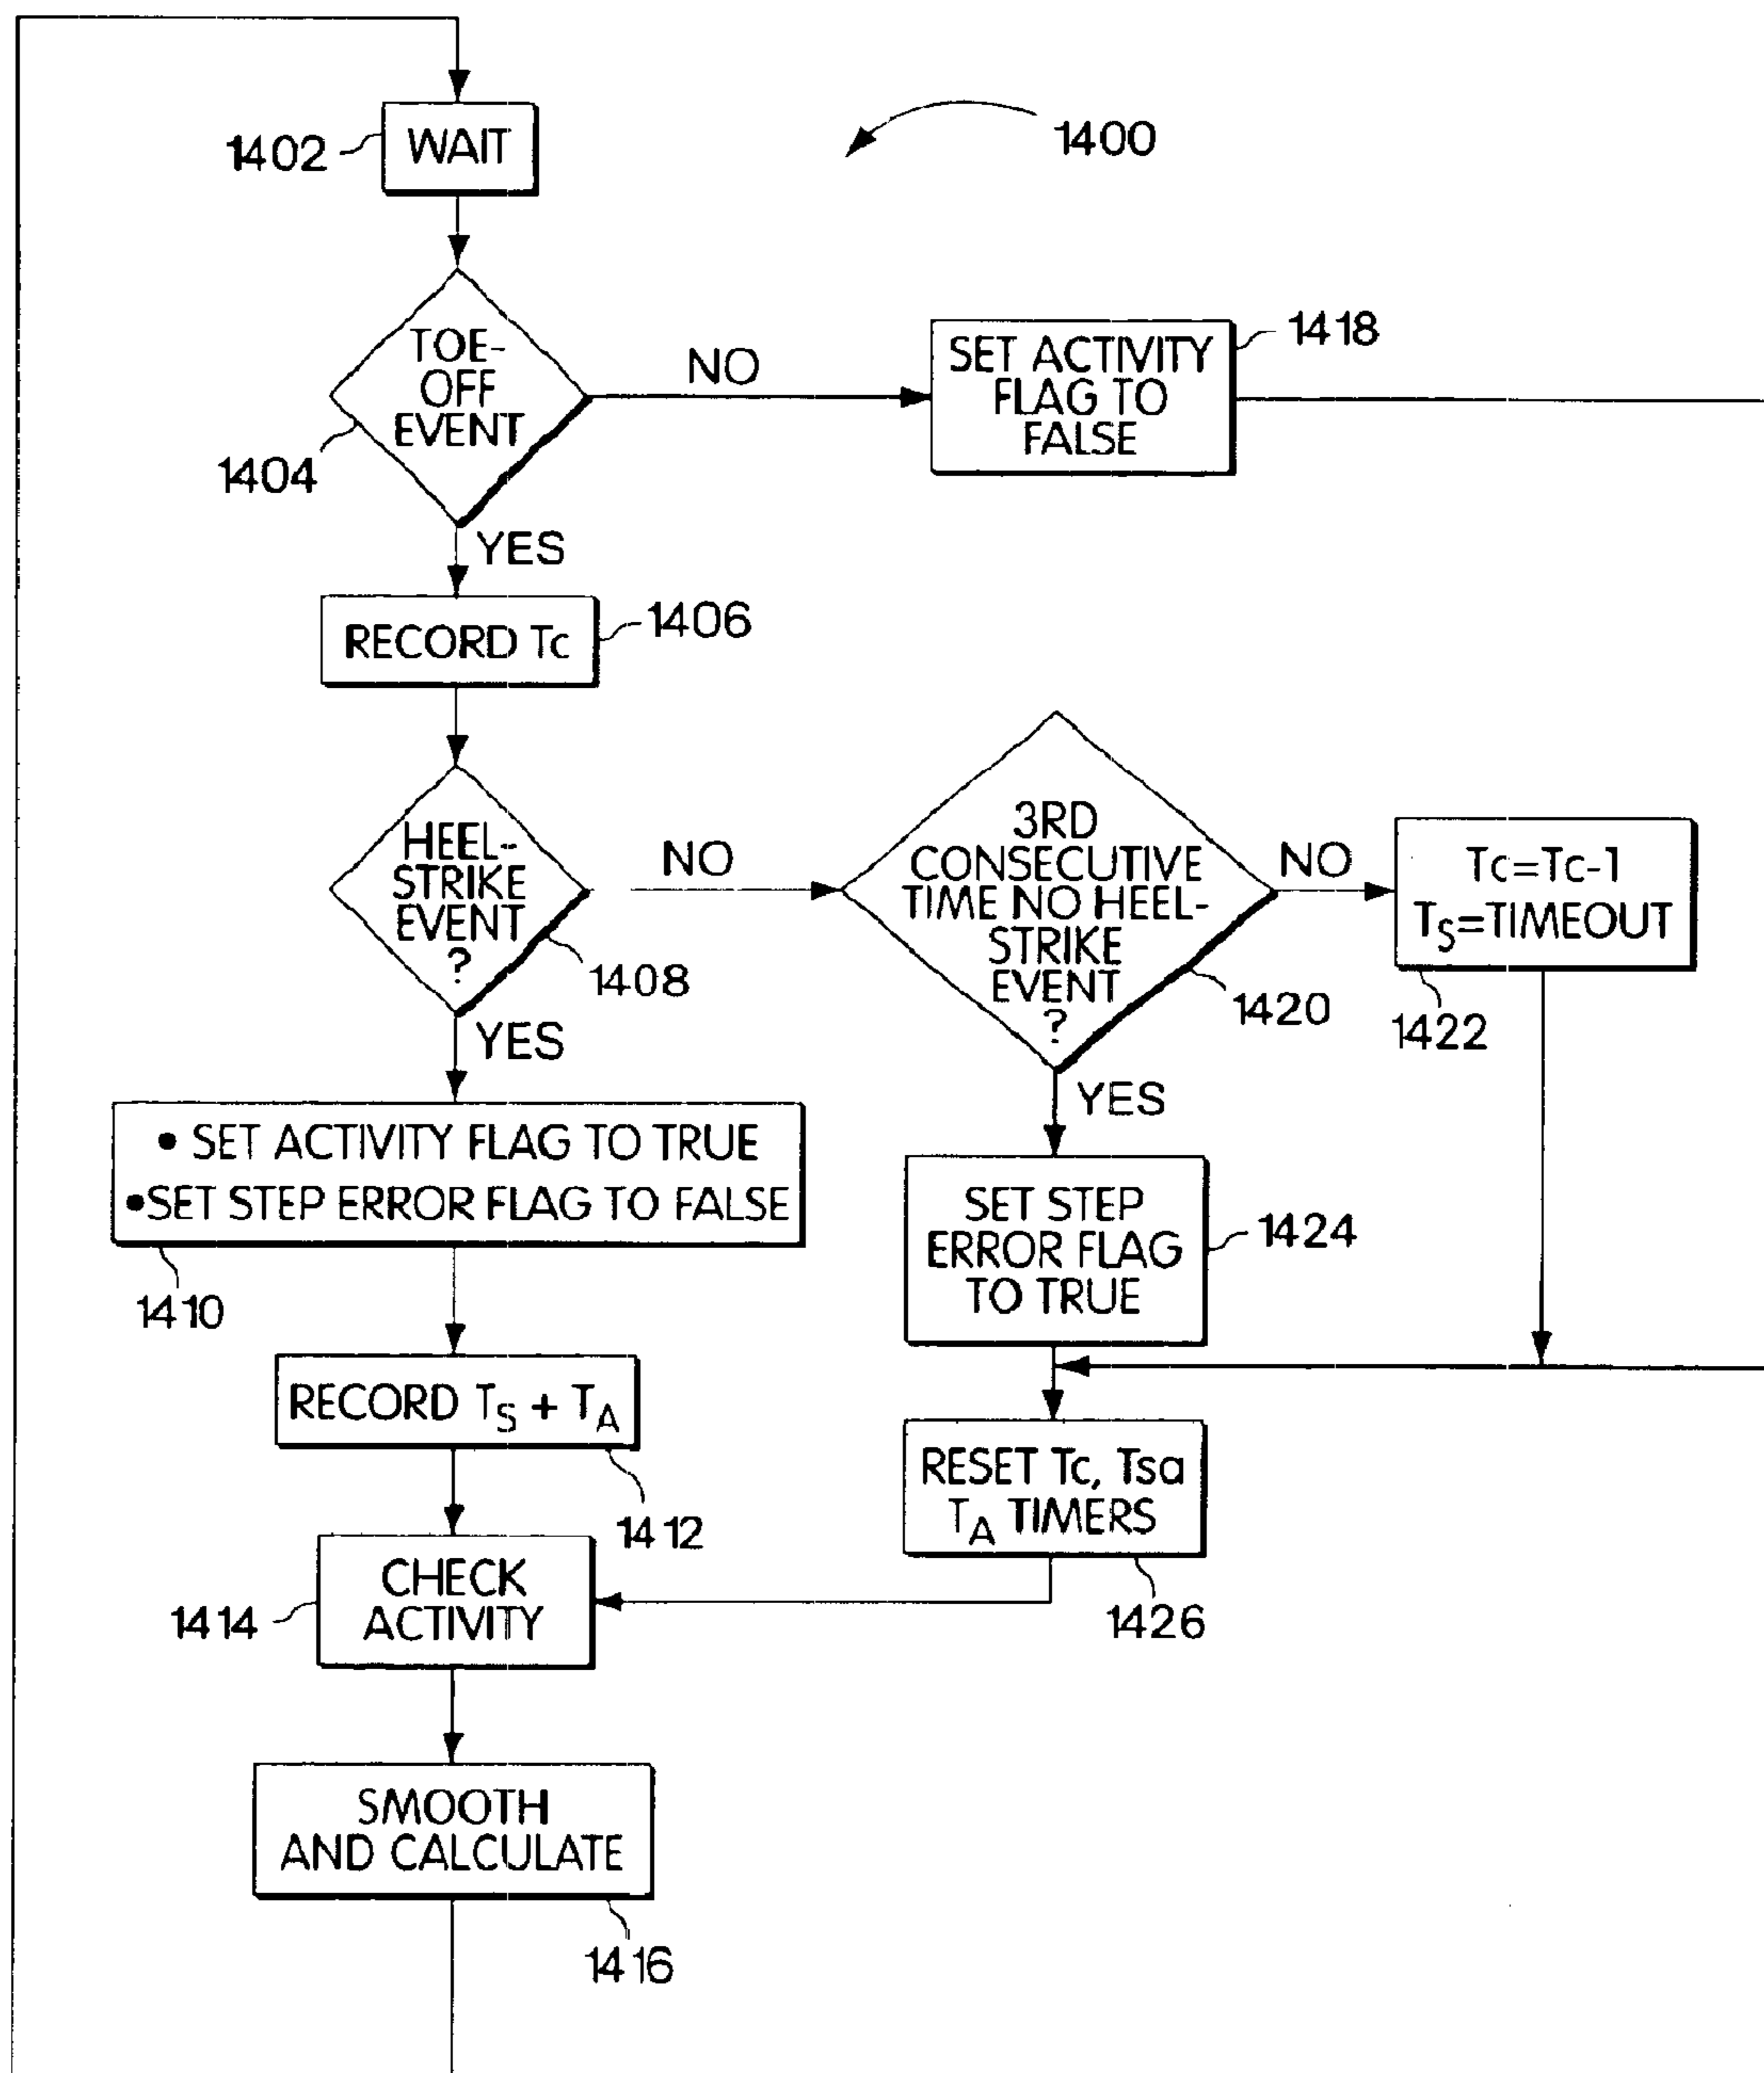 1400
1402
WAIT
TOE-
OFF
EVENT
1404
NO
SET ACTIVITY
FLAG TO
FALSE
1418
YES
RECORD Tc
1406
HEEL-
STRIKE
EVENT
?
1408
NO
3RD
CONSECUTIVE
TIME NO HEEL-
STRIKE
EVENT
?
1420
NO
Tc=Tc-1
TS=TIMEOUT
1422
YES
• SET ACTIVITY FLAG TO TRUE
•SET STEP ERROR FLAG TO FALSE
1410
YES
SET STEP
ERROR FLAG
TO TRUE
1424
RECORD TS + TA
1412
RESET Tc, Tsa
TA TIMERS
1426
CHECK
ACTIVITY
1414
SMOOTH
AND CALCULATE
1416